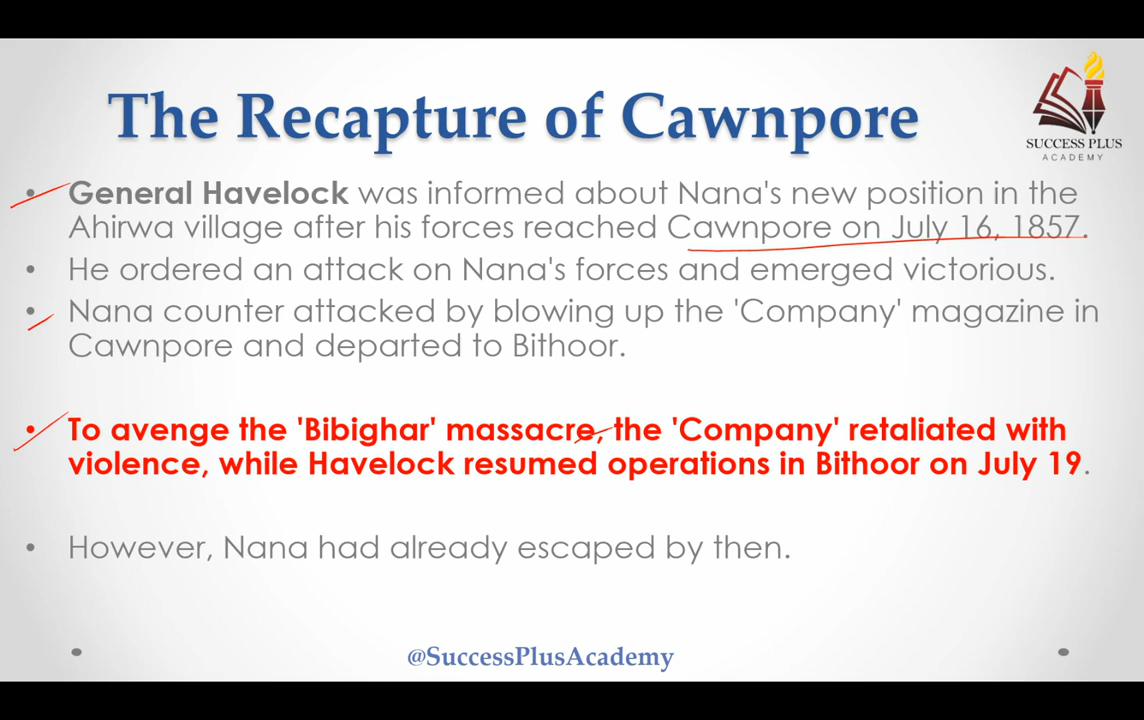 The Recapture of Cawnpore
SUCCESS PLUS
ACADEMY
• General Havelock was informed about Nana's new position in the
Ahirwa village after his forces reached Cawnpore on July 16, 1857.
• He ordered an attack on Nana's forces and emerged victorious.
• Nana counter attacked by blowing up the 'Company' magazine in
Cawnpore and departed to Bithoor.
• To avenge the 'Bibighar' massacre, the 'Company' retaliated with
violence, while Havelock resumed operations in Bithoor on July 19.
• However, Nana had already escaped by then.
@SuccessPlusAcademy